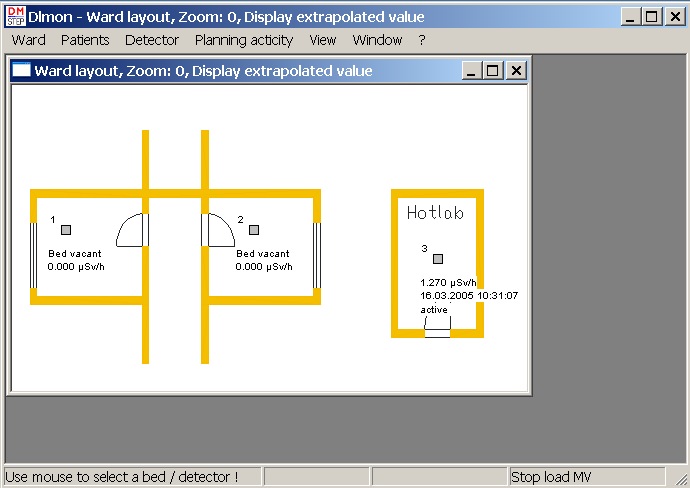 DM
STEP
DImon - Ward layout, Zoom: 0, Display extrapolated value
Ward Patients Detector Planning acticity View Window ?
Ward layout, Zoom: 0, Display extrapolated value
Hotlab
1
2
Bed vacant
0.000 µSv/h
Bed vacant
0.000 µSv/h
3
1.270 µSv/h
16.03.2005 10:31:07
active
Use mouse to select a bed / detector !
Stop load MV